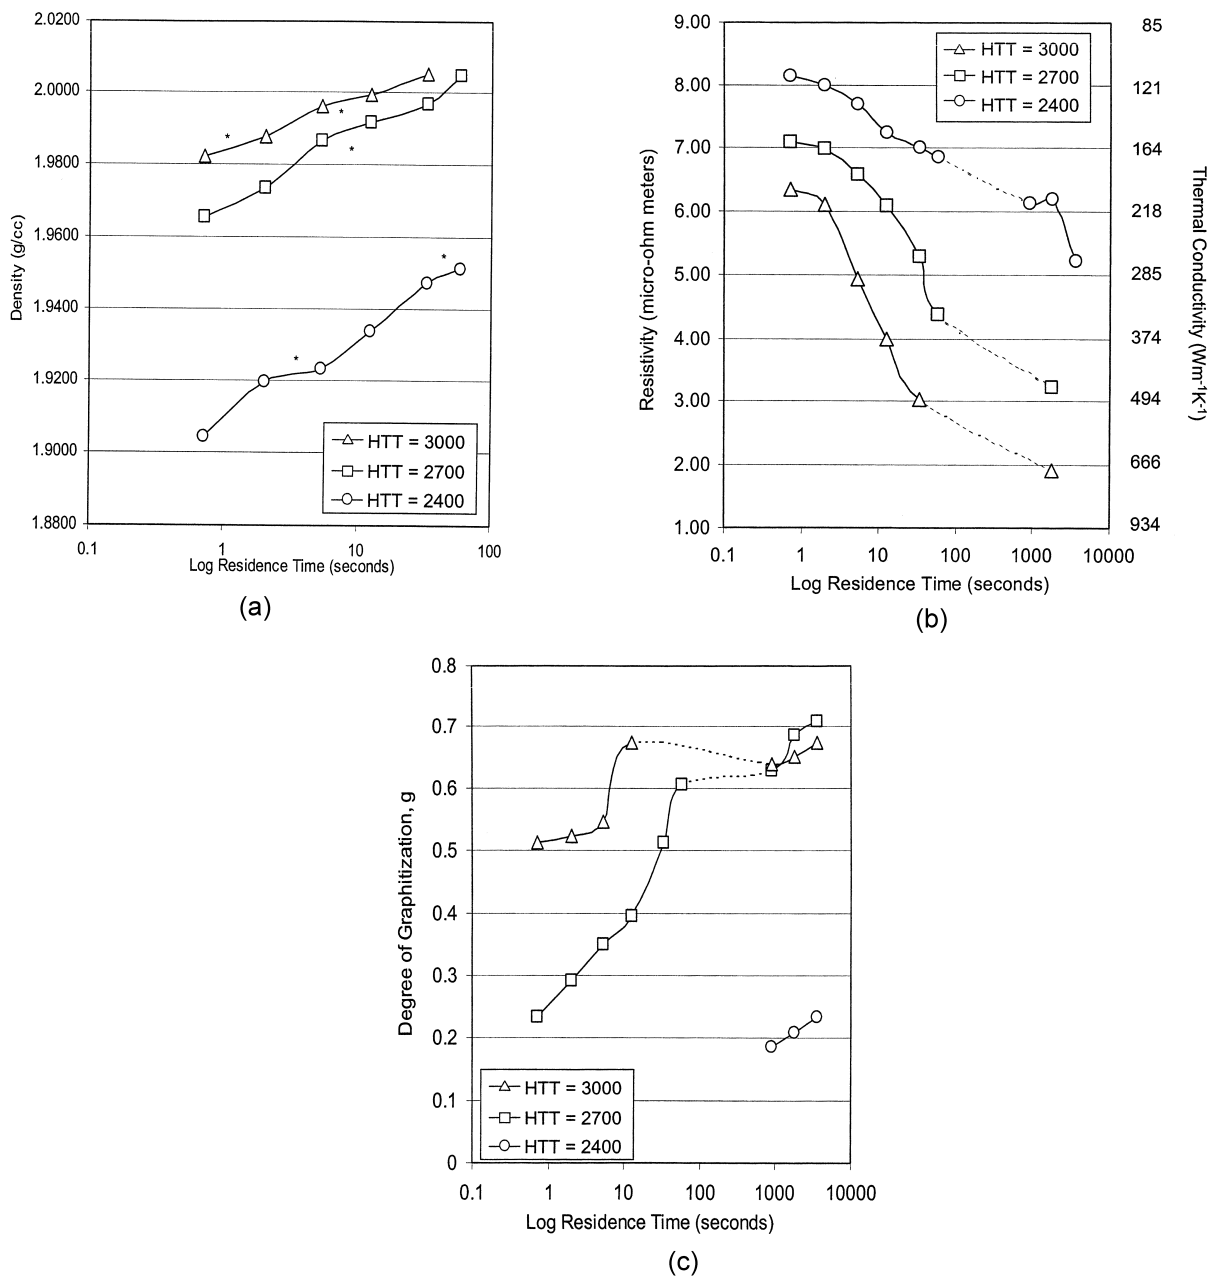 2.0200
2.0000
1.9800
1.9600
1.9400
1.9200
1.9000
1.8800
Density (g/cc)
*
*
*
*
*
HTT = 3000
HTT = 2700
HTT = 2400
0.1 1 10 100
Log Residence Time (seconds)
(a)
9.00
8.00
7.00
6.00
5.00
4.00
3.00
2.00
1.00
Resistivity (micro-ohm meters)
HTT = 3000
HTT = 2700
HTT = 2400
85
121
164
218
285
374
494
666
934
Thermal Conductivity (Wm⁻¹K⁻¹)
0.1 1 10 100 1000 10000
Log Residence Time (seconds)
(b)
0.8
0.7
0.6
0.5
0.4
0.3
0.2
0.1
0
Degree of Graphitization, g
HTT = 3000
HTT = 2700
HTT = 2400
0.1 1 10 100 1000 10000
Log Residence Time (seconds)
(c)